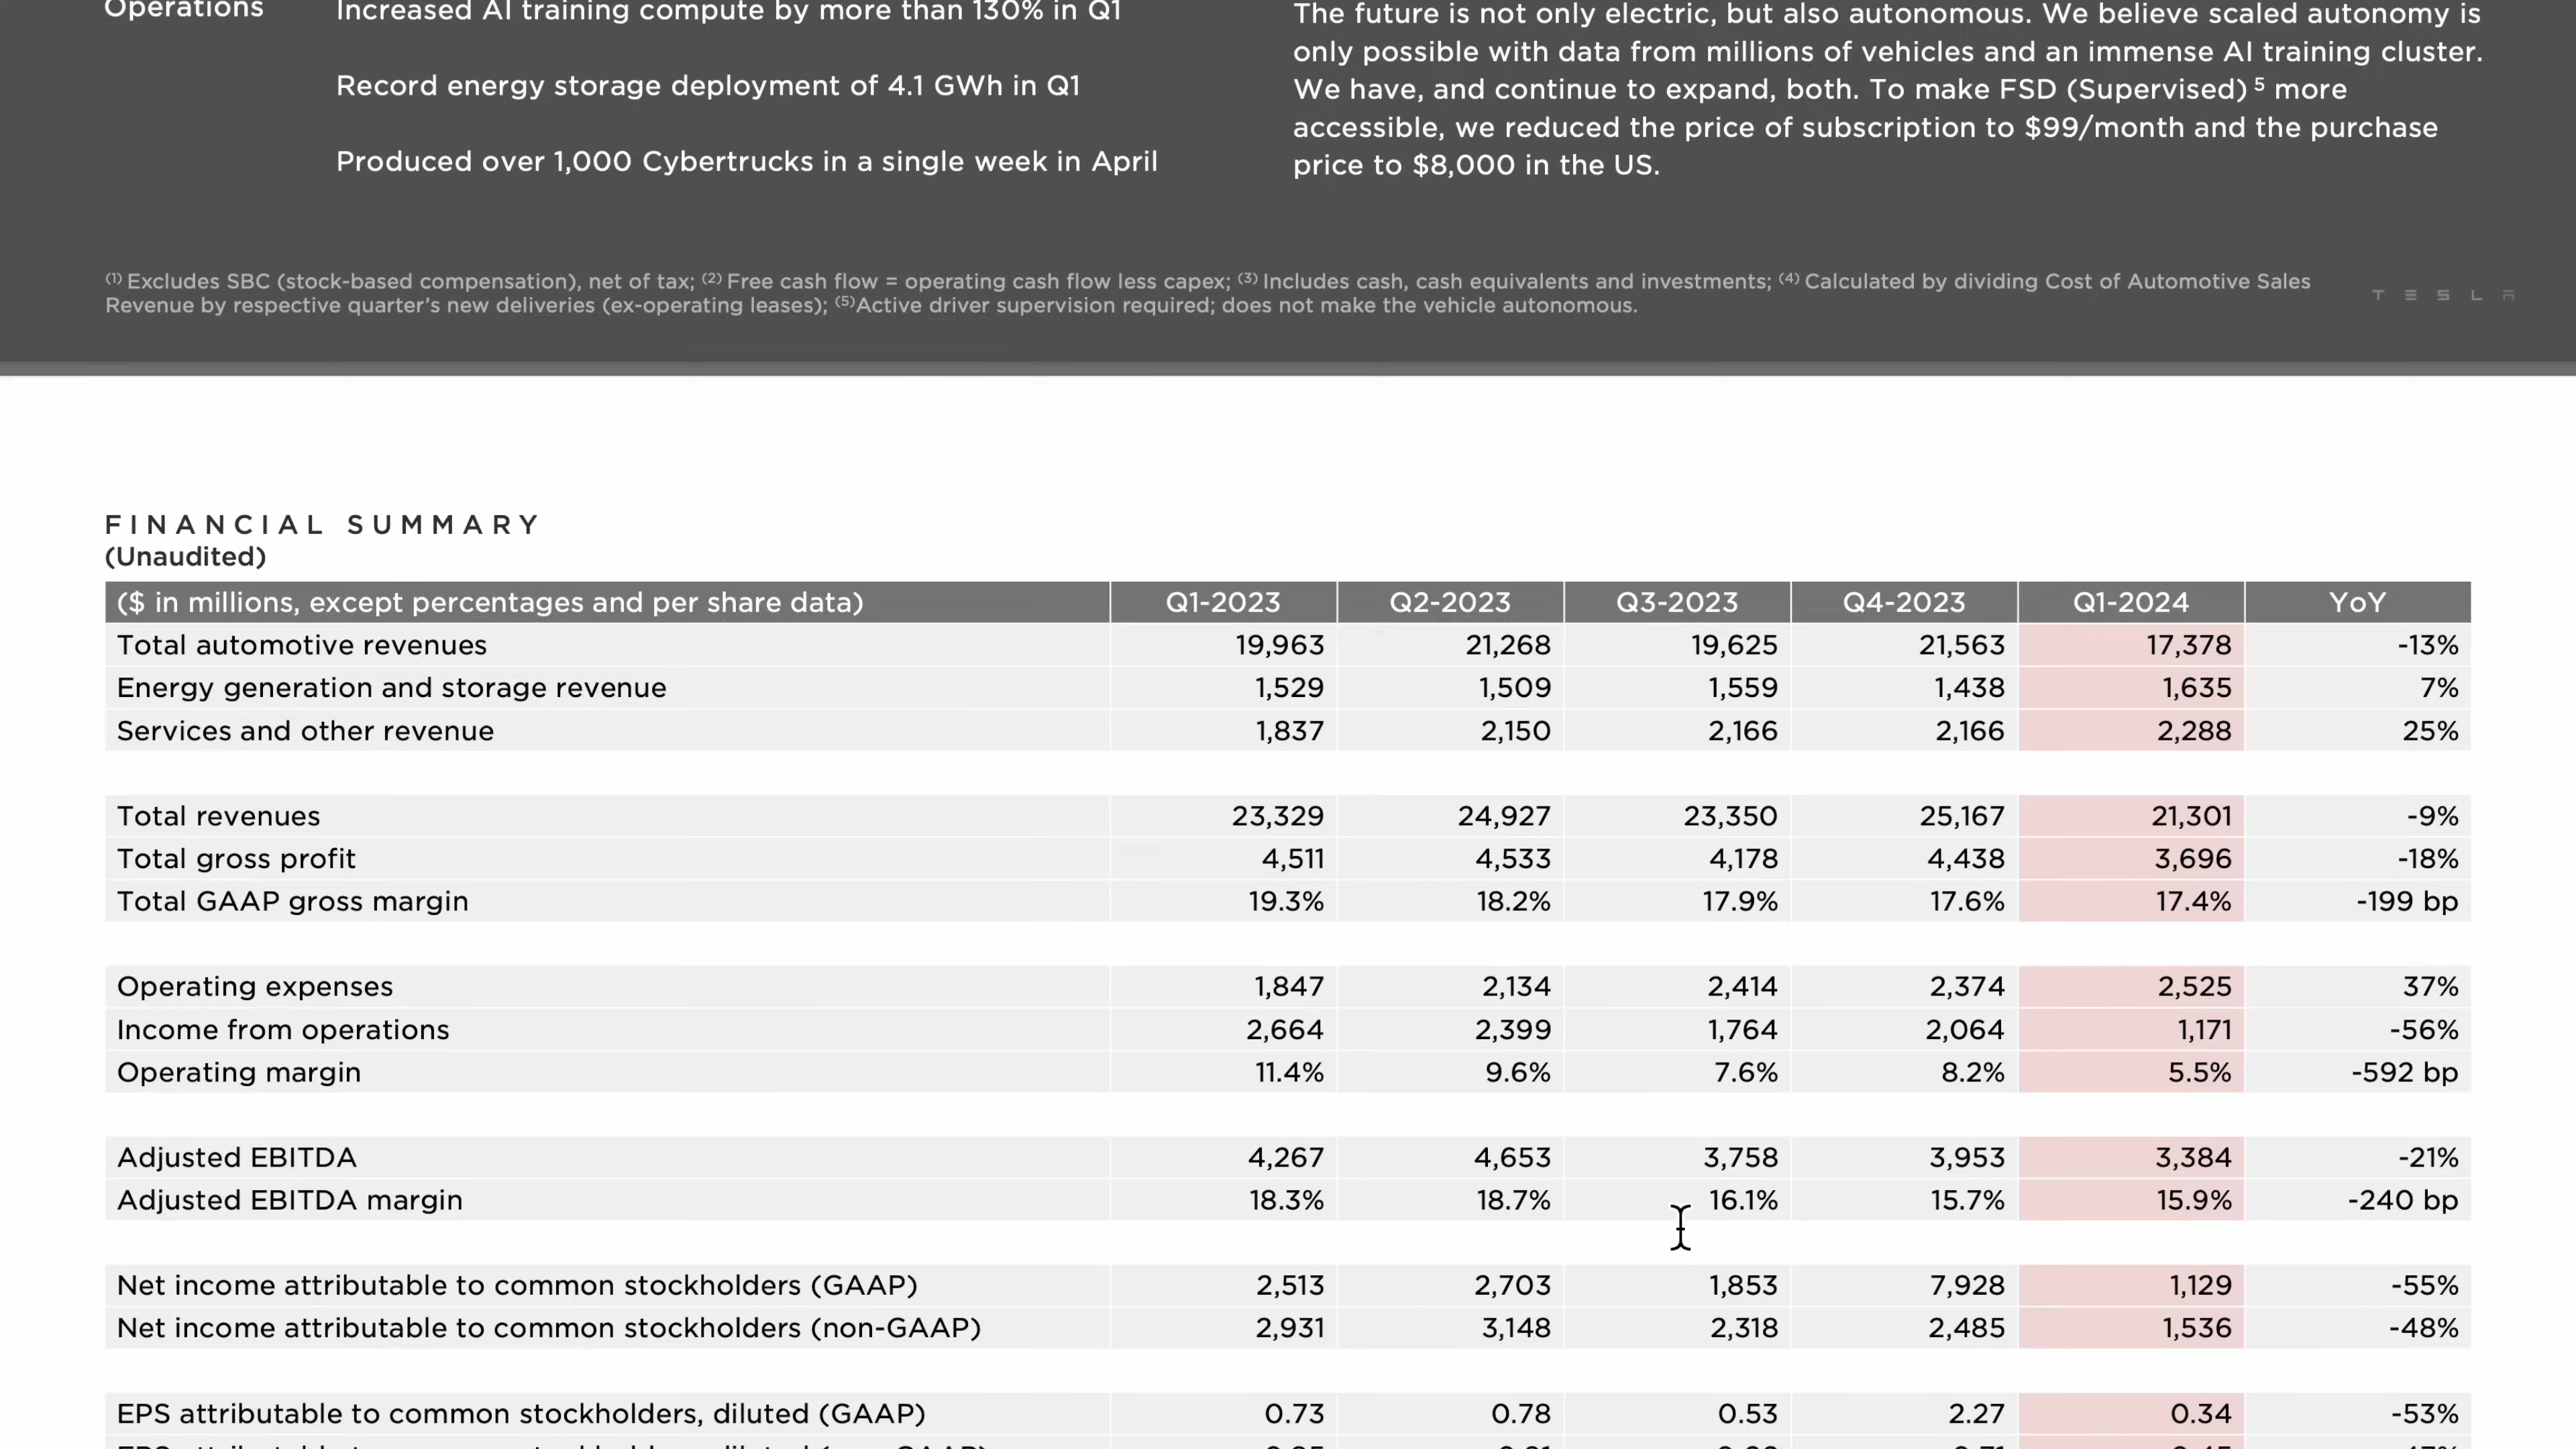 Operations
Increased AI training compute by more than 130% in Q1
Record energy storage deployment of 4.1 GWh in Q1
Produced over 1,000 Cybertrucks in a single week in April
The future is not only electric, but also autonomous. We believe scaled autonomy is
only possible with data from millions of vehicles and an immense AI training cluster.
We have, and continue to expand, both. To make FSD (Supervised) 5 more
accessible, we reduced the price of subscription to $99/month and the purchase
price to $8,000 in the US.
(1) Excludes SBC (stock-based compensation), net of tax; (2) Free cash flow = operating cash flow less capex; (3) Includes cash, cash equivalents and investments; (4) Calculated by dividing Cost of Automotive Sales
Revenue by respective quarter's new deliveries (ex-operating leases); (5)Active driver supervision required; does not make the vehicle autonomous.
TESLA
FINANCIAL SUMMARY
(Unaudited)
($ in millions, except percentages and per share data) Q1-2023 Q2-2023 Q3-2023 Q4-2023 Q1-2024 YoY
Total automotive revenues 19,963 21,268 19,625 21,563 17,378 -13%
Energy generation and storage revenue 1,529 1,509 1,559 1,438 1,635 7%
Services and other revenue 1,837 2,150 2,166 2,166 2,288 25%
Total revenues 23,329 24,927 23,350 25,167 21,301 -9%
Total gross profit 4,511 4,533 4,178 4,438 3,696 -18%
Total GAAP gross margin 19.3% 18.2% 17.9% 17.6% 17.4% -199 bp
Operating expenses 1,847 2,134 2,414 2,374 2,525 37%
Income from operations 2,664 2,399 1,764 2,064 1,171 -56%
Operating margin 11.4% 9.6% 7.6% 8.2% 5.5% -592 bp
Adjusted EBITDA 4,267 4,653 3,758 3,953 3,384 -21%
Adjusted EBITDA margin 18.3% 18.7% 16.1% 15.7% 15.9% -240 bp
Net income attributable to common stockholders (GAAP) 2,513 2,703 1,853 7,928 1,129 -55%
Net income attributable to common stockholders (non-GAAP) 2,931 3,148 2,318 2,485 1,536 -48%
EPS attributable to common stockholders, diluted (GAAP) 0.73 0.78 0.53 2.27 0.34 -53%